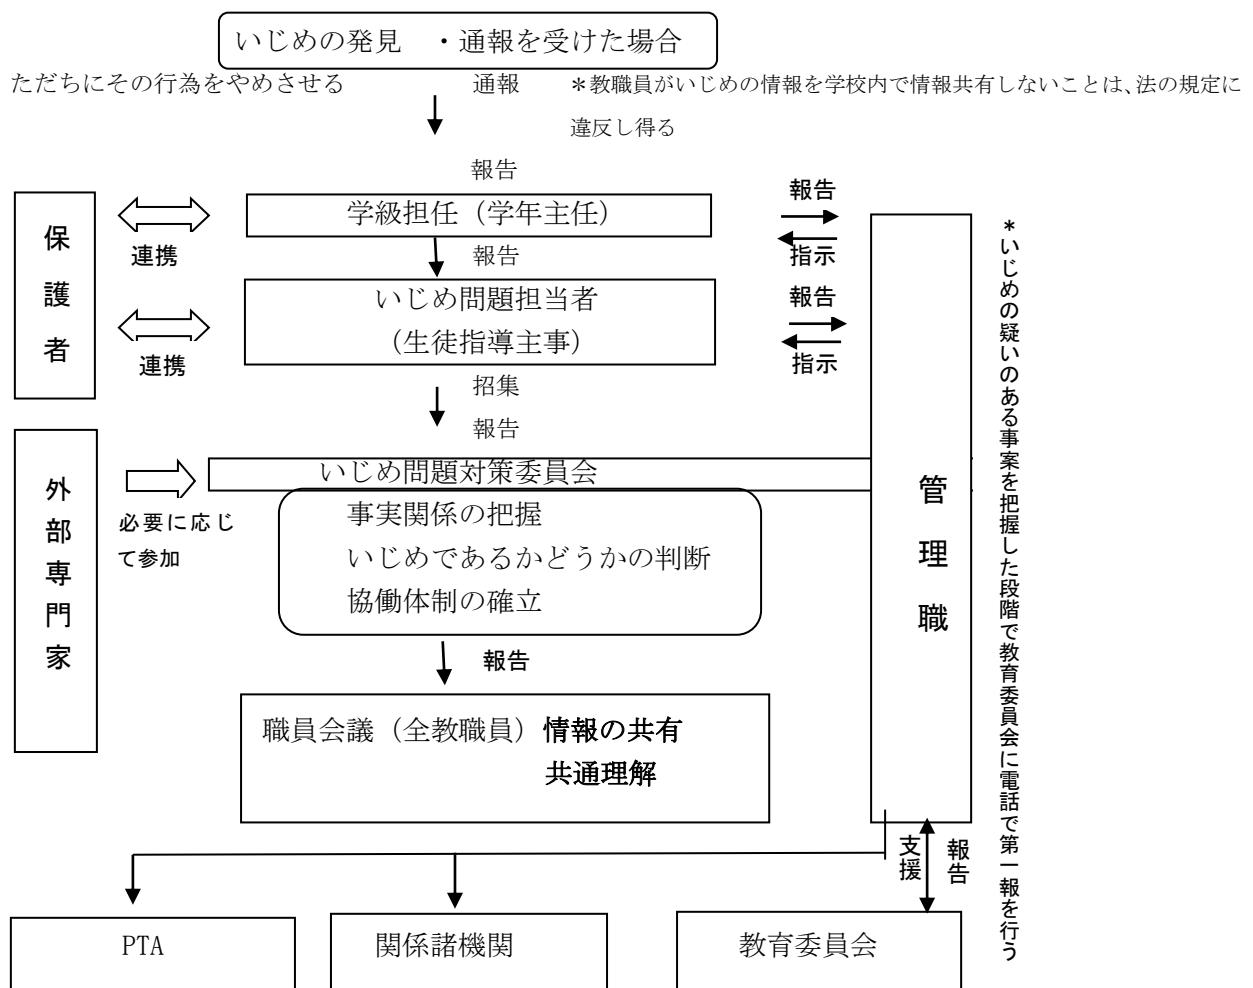 いじめの発見　・通報を受けた場合
ただちにその行為をやめさせる
通報
＊教職員がいじめの情報を学校内で情報共有しないことは、法の規定に
違反し得る
報告
保護者
連携
学級担任（学年主任）
報告
指示
報告
連携
いじめ問題担当者
（生徒指導主事）
報告
指示
招集
報告
外部専門家
必要に応じ
て参加
いじめ問題対策委員会
事実関係の把握
いじめであるかどうかの判断
協働体制の確立
管理職
＊いじめの疑いのある事案を把握した段階で教育委員会に電話で第一報を行う
報告
職員会議（全教職員）情報の共有
共通理解
支援
報告
PTA
関係諸機関
教育委員会